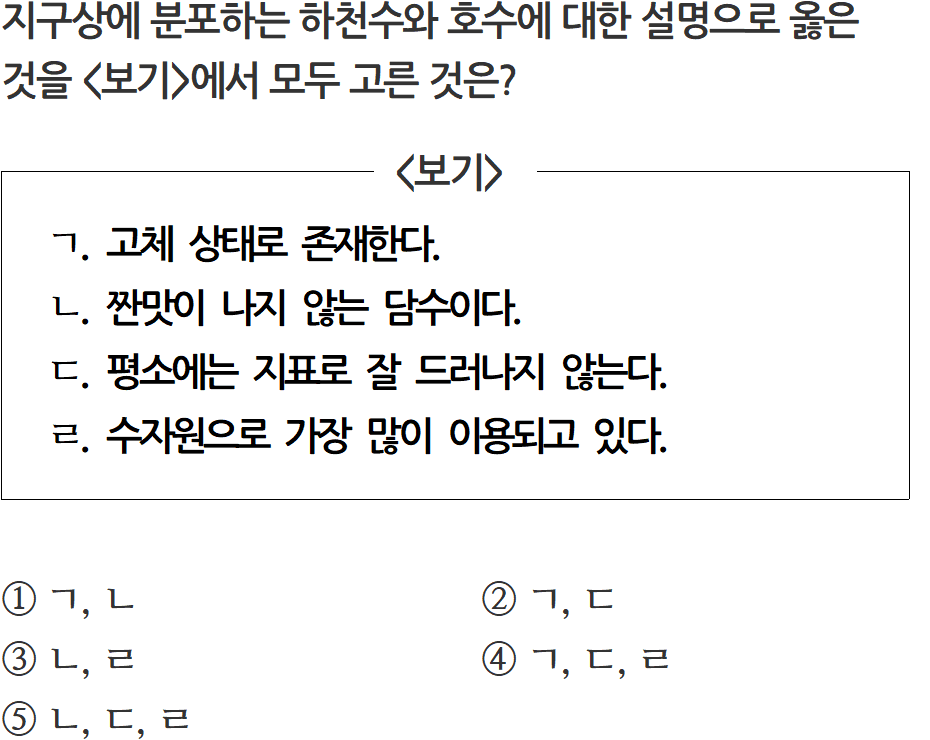 지구상에 분포하는 하천수와 호수에 대한 설명으로 옳은
것을 <보기>에서 모두 고른 것은?
<보기>
ㄱ. 고체 상태로 존재한다.
ㄴ. 짠맛이 나지 않는 담수이다.
ㄷ. 평소에는 지표로 잘 드러나지 않는다.
ㄹ. 수자원으로 가장 많이 이용되고 있다.
① ㄱ, ㄴ ② ㄱ, ㄷ
③ ㄴ, ㄹ ④ ㄱ, ㄷ, ㄹ
⑤ ㄴ, ㄷ, ㄹ